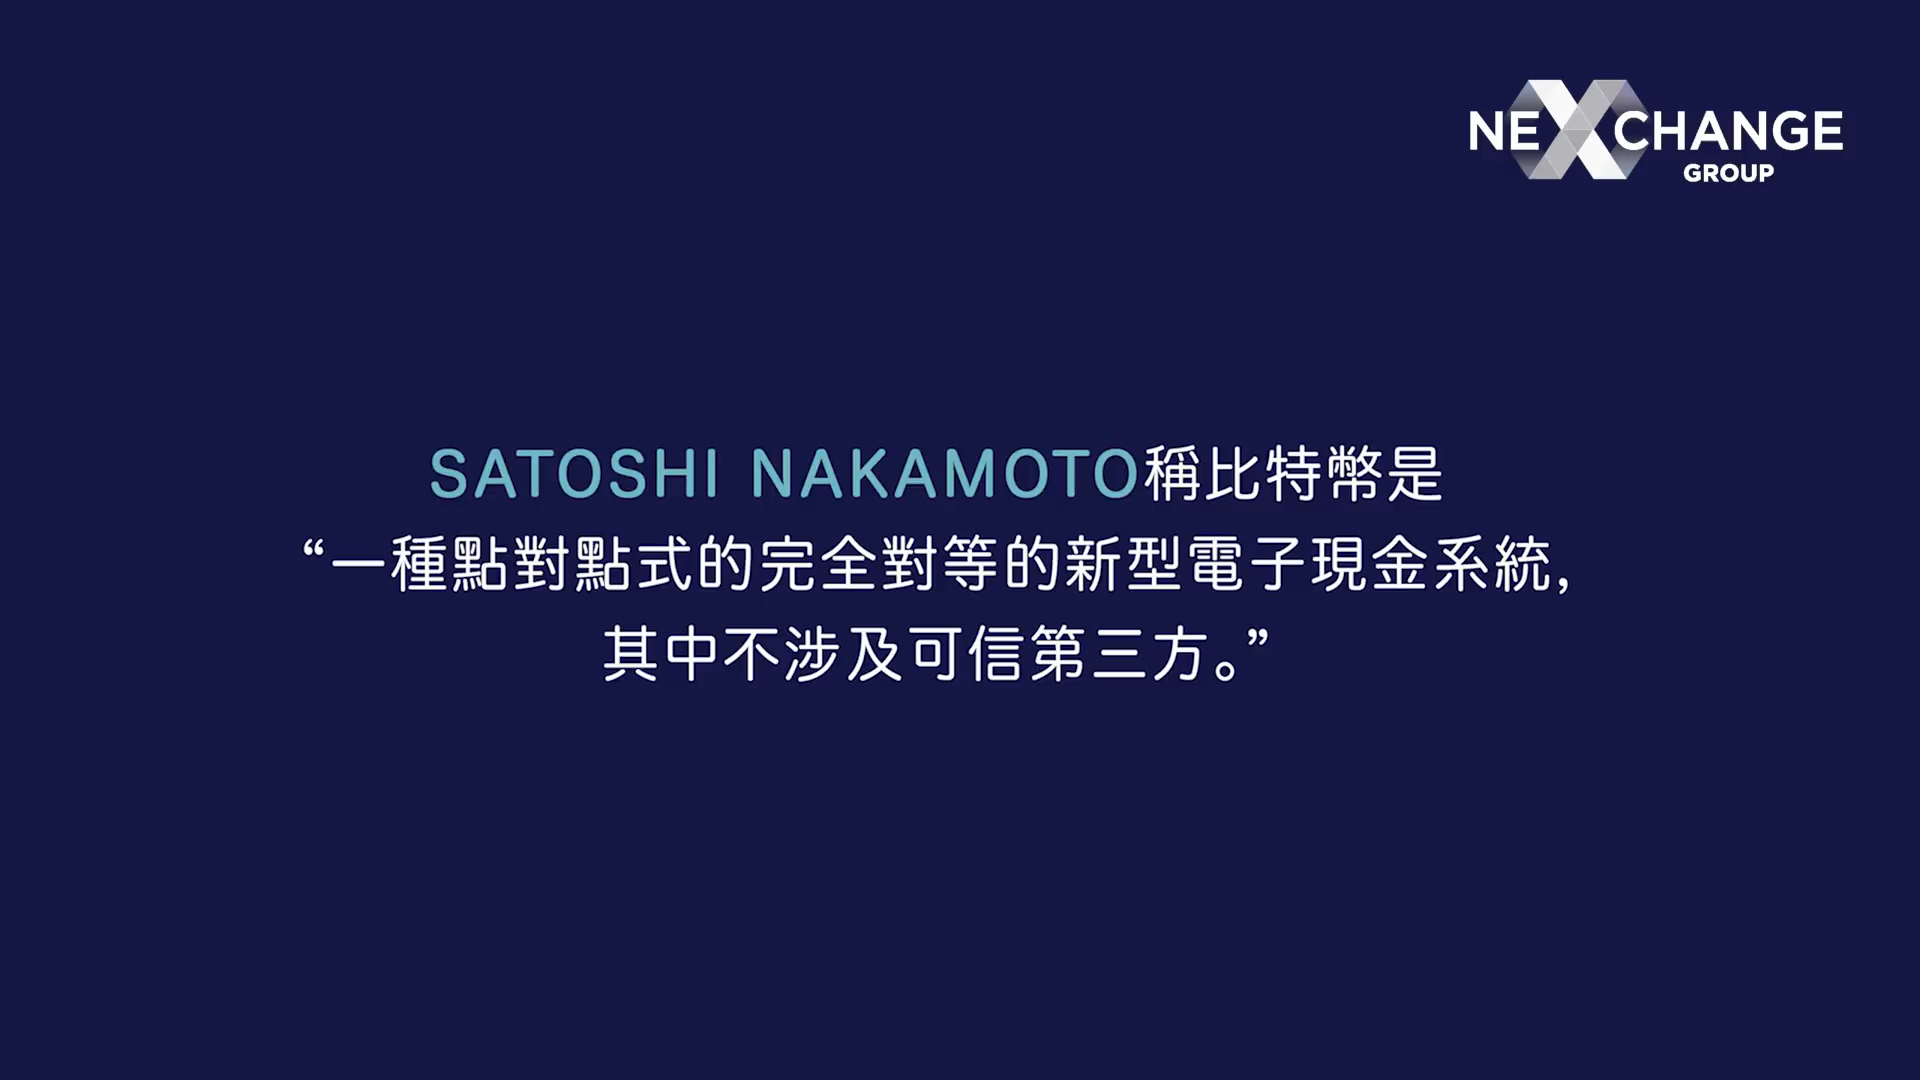 NEXCHANGE
GROUP
SATOSHI NAKAMOTO稱比特幣是
“一種點對點式的完全對等的新型電子現金系統,
其中不涉及可信第三方。”